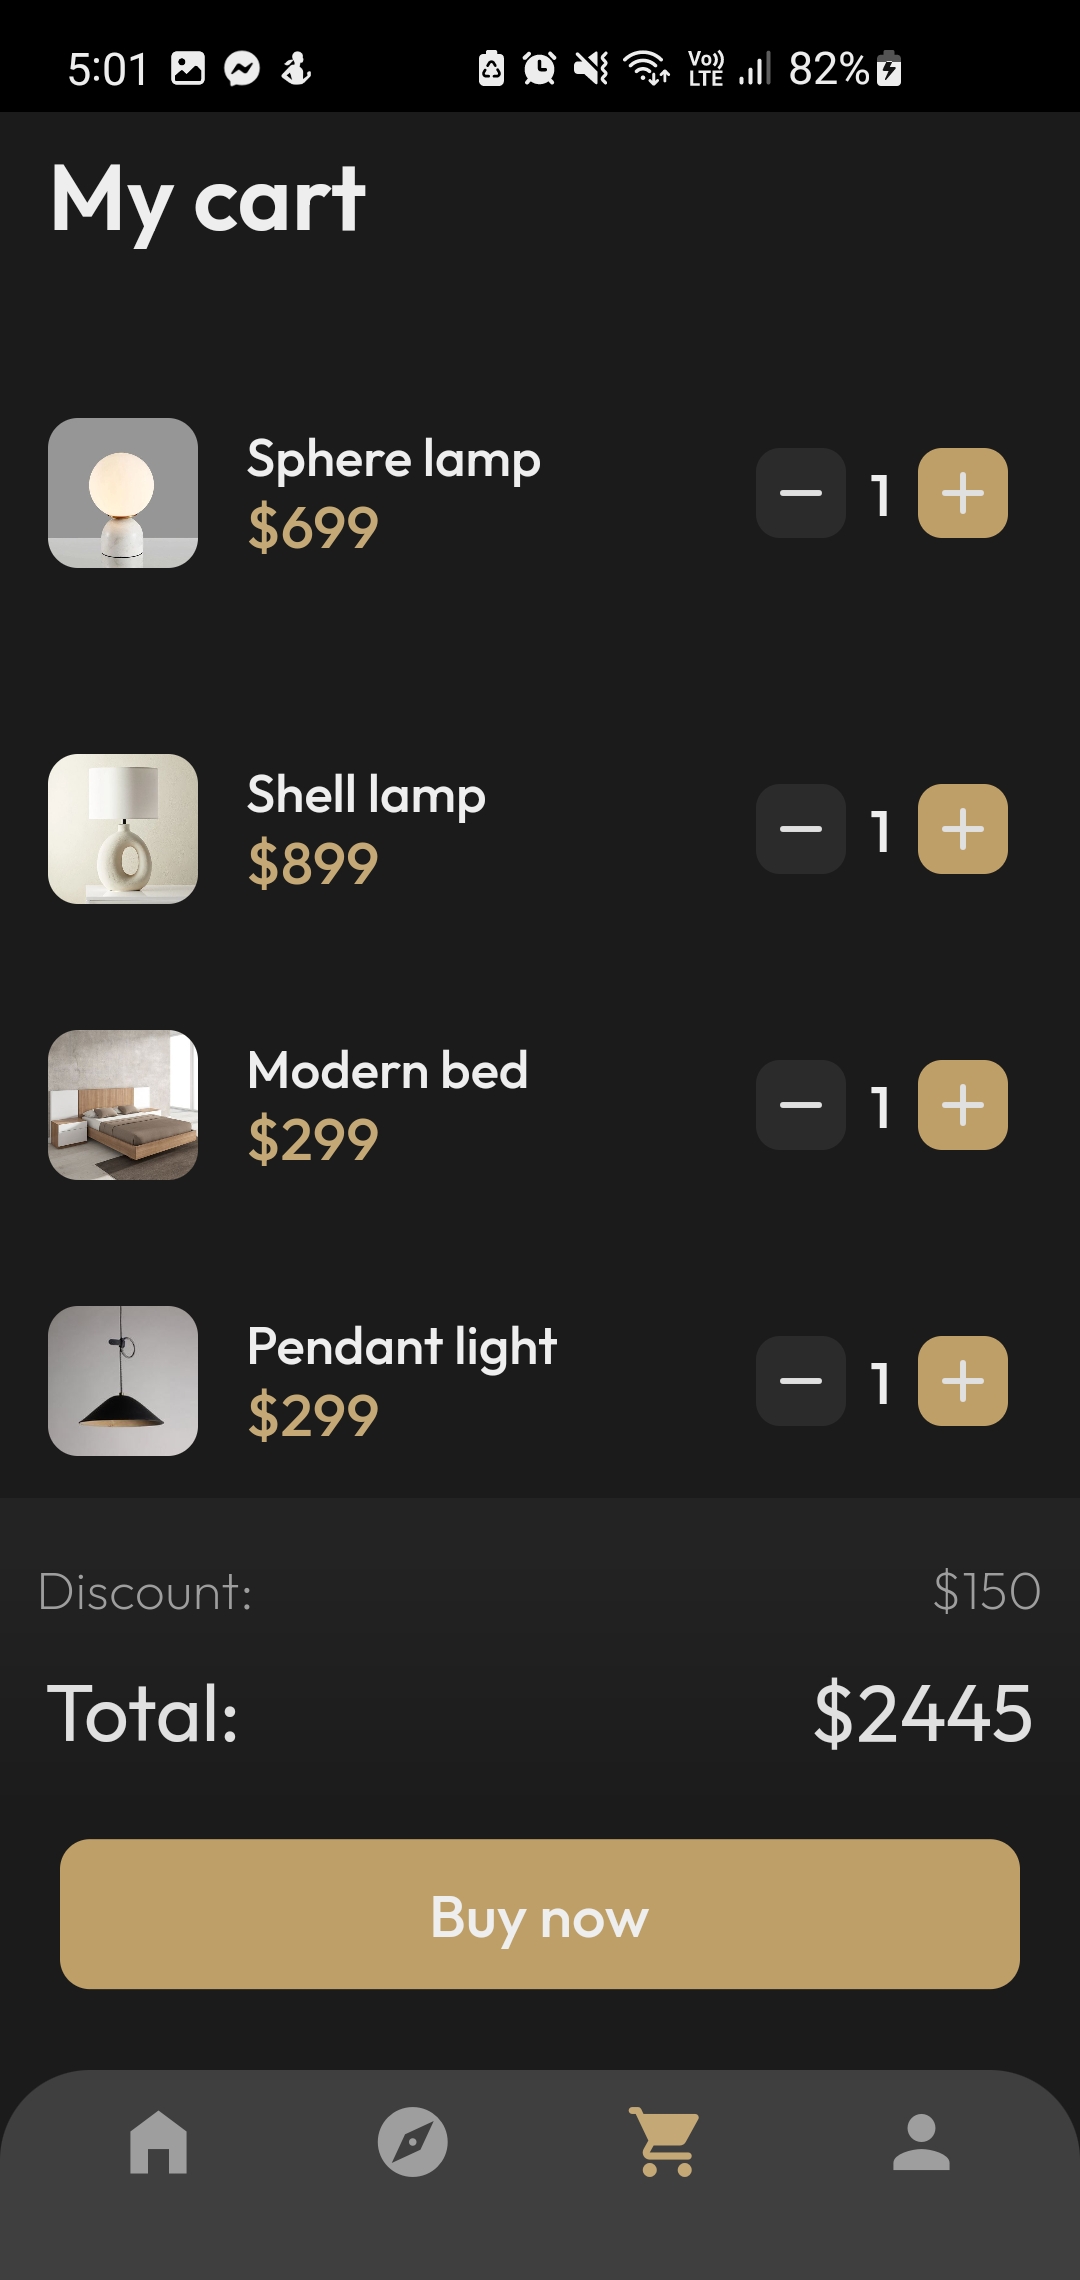 5:01 Vo)) LTE 82%
My cart
Sphere lamp
$699
1
Shell lamp
$899
1
Modern bed
$299
1
Pendant light
$299
1
Discount: $150
Total: $2445
Buy now